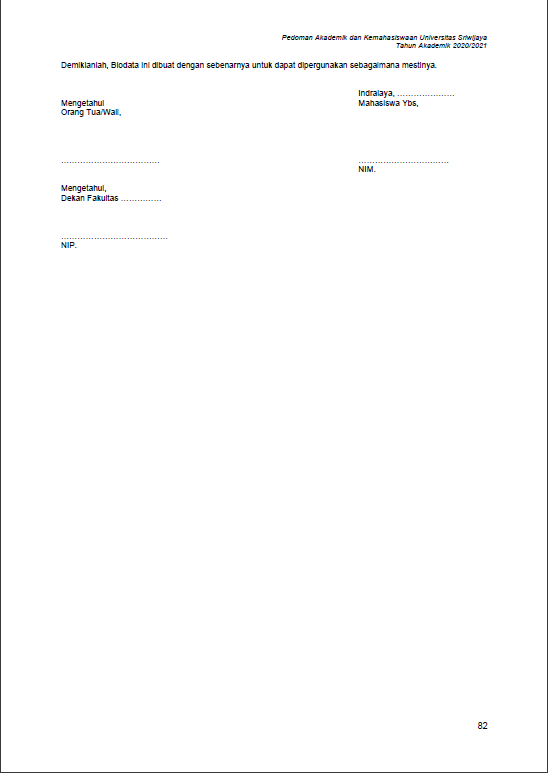 Pedoman Akademik dan Kemahasiswaan Universitas Sriwijaya
Tahun Akademik 2020/2021
Demikianlah, Biodata ini dibuat dengan sebenarnya untuk dapat dipergunakan sebagaimana mestinya.
Indralaya, …………………
Mengetahui
Mahasiswa Ybs,
Orang Tua/Wali,
………………………………
……………………………
NIM.
Mengetahui,
Dekan Fakultas ……………
…………………………………
NIP.
82